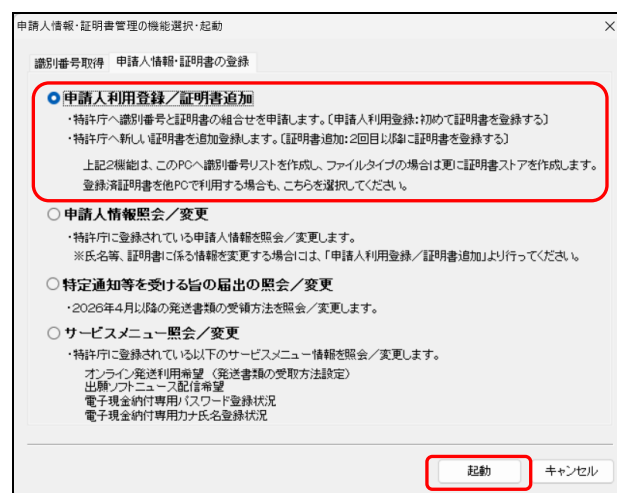 申請人情報・証明書管理の機能選択・起動
識別番号取得 申請人情報・証明書の登録
申請人利用登録／証明書追加
・特許庁へ識別番号と証明書の組合せを申請します。〔申請人利用登録：初めて証明書を登録する〕
・特許庁へ新しい証明書を追加登録します。〔証明書追加：2回目以降に証明書を登録する〕
上記2機能は、このPCへ識別番号リストを作成し、ファイルタイプの場合は更に証明書ストアを作成します。
登録済証明書を他PCで利用する場合も、こちらを選択してください。
申請人情報照会／変更
・特許庁に登録されている申請人情報を照会／変更します。
※氏名等、証明書に係る情報を変更する場合には、「申請人利用登録／証明書追加」より行ってください。
特定通知等を受ける旨の届出の照会／変更
・2026年4月以降の発送書類の受領方法を照会／変更します。
サービスメニュー照会／変更
・特許庁に登録されている以下のサービスメニュー情報を照会／変更します。
オンライン発送利用希望（発送書類の受取方法設定）
出願ソフトニュース配信希望
電子現金納付専用パスワード登録状況
電子現金納付専用カナ氏名登録状況
起動 キャンセル